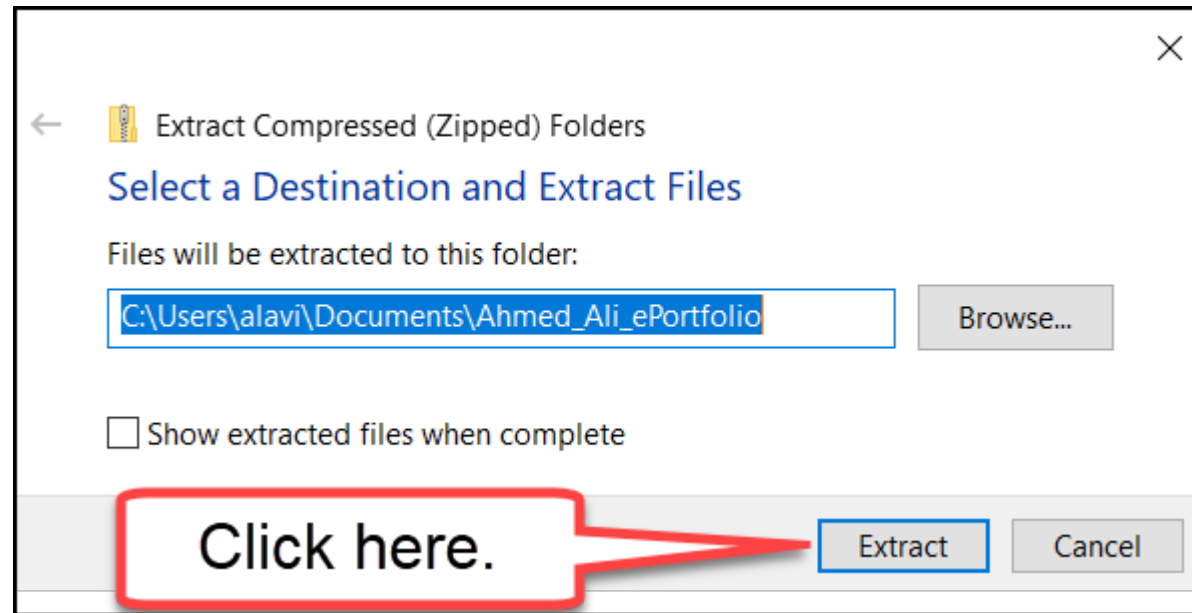 Extract Compressed (Zipped) Folders
Select a Destination and Extract Files
Files will be extracted to this folder:
C:\Users\alavi\Documents\Ahmed_Ali_ePortfolio
Browse...
Show extracted files when complete
Click here.
Extract
Cancel